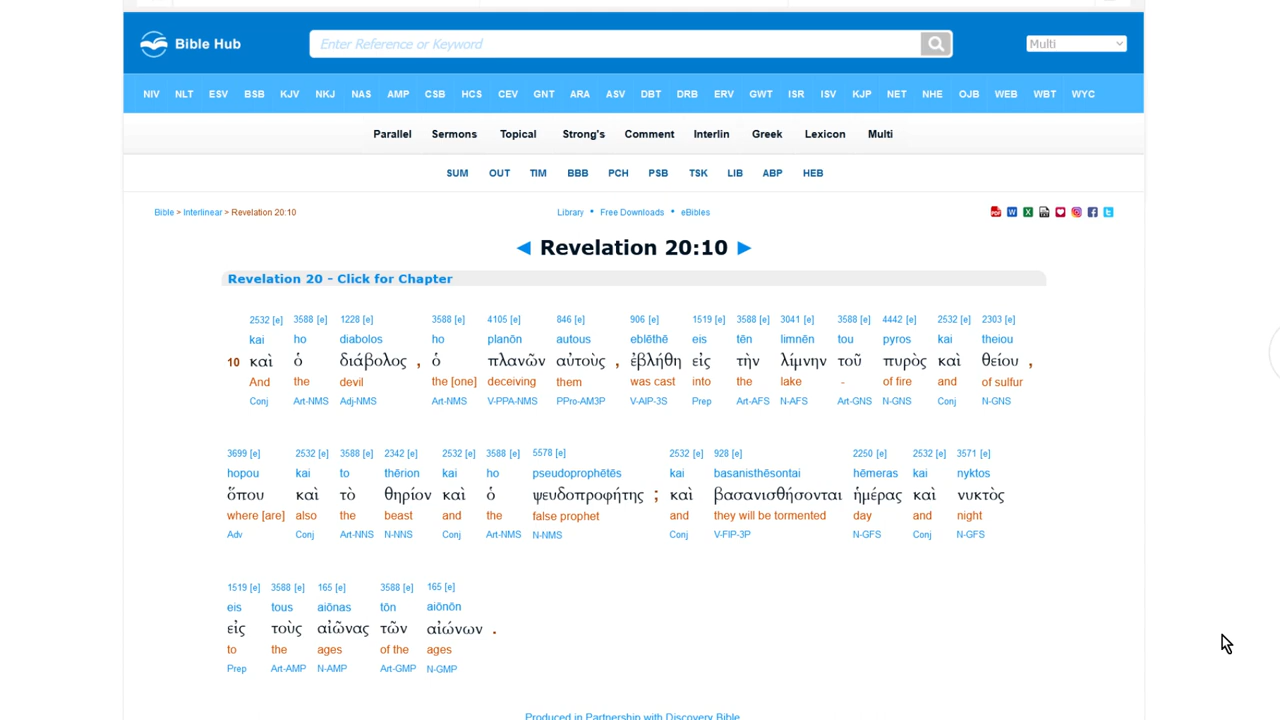 Bible Hub
Enter Reference or Keyword
Multi
NIV NLT ESV BSB KJV NKJ NAS AMP CSB HCS CEV GNT ARA ASV DBT DRB ERV GWT ISR ISV KJP NET NHE OJB WEB WBT WYC
Parallel Sermons Topical Strong's Comment Interlin Greek Lexicon Multi
SUM OUT TIM BBB PCH PSB TSK LIB ABP HEB
Bible > Interlinear > Revelation 20:10
Library • Free Downloads • eBibles
◄ Revelation 20:10 ►
Revelation 20 - Click for Chapter
2532 [e] 3588 [e] 1228 [e] 3588 [e] 4105 [e] 846 [e] 906 [e] 1519 [e] 3588 [e] 3041 [e] 3588 [e] 4442 [e] 2532 [e] 2303 [e]
kai ho diabolos ho planōn autous eblēthē eis tēn limnēn tou pyros kai theiou
10 καὶ ὁ διάβολος , ὁ πλανῶν αὐτοὺς , ἐβλήθη εἰς τὴν λίμνην τοῦ πυρὸς καὶ θείου ,
And the devil the [one] deceiving them was cast into the lake - of fire and of sulfur
Conj Art-NMS Adj-NMS Art-NMS V-PPA-NMS PPro-AM3P V-AIP-3S Prep Art-AFS N-AFS Art-GNS N-GNS Conj N-GNS
3699 [e] 2532 [e] 3588 [e] 2342 [e] 2532 [e] 3588 [e] 5578 [e] 2532 [e] 928 [e] 2250 [e] 2532 [e] 3571 [e]
hopou kai to thērion kai ho pseudoprophētēs kai basanisthēsontai hēmeras kai nyktos
ὅπου καὶ τὸ θηρίον καὶ ὁ ψευδοπροφήτης ; καὶ βασανισθήσονται ἡμέρας καὶ νυκτὸς
where [are] also the beast and the false prophet and they will be tormented day and night
Adv Conj Art-NNS N-NNS Conj Art-NMS N-NMS Conj V-FIP-3P N-GFS Conj N-GFS
1519 [e] 3588 [e] 165 [e] 3588 [e] 165 [e]
eis tous aiōnas tōn aiōnōn
εἰς τοὺς αἰῶνας τῶν αἰώνων .
to the ages of the ages
Prep Art-AMP N-AMP Art-GMP N-GMP
Produced in Partnership with Discovery Bible